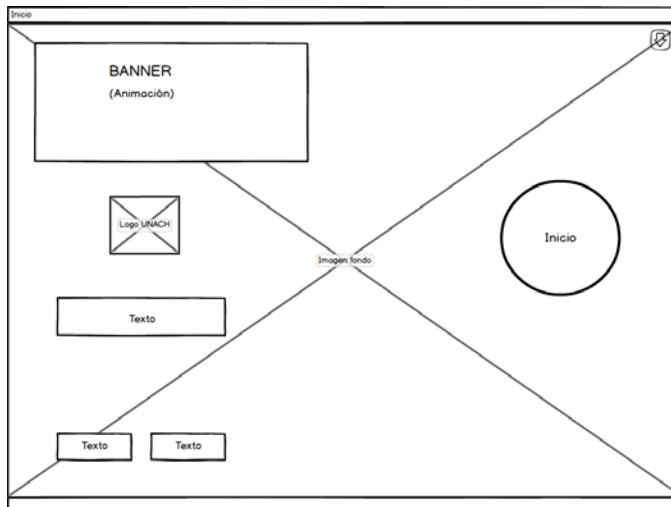 Inicio
BANNER
(Animación)
Logo UNACH
Inicio
Imagen fondo
Texto
Texto
Texto